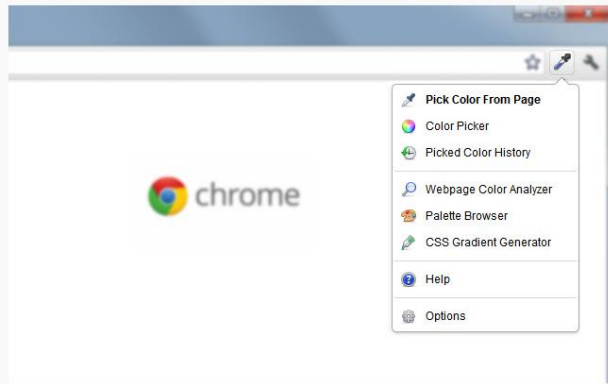 Pick Color From Page
Color Picker
Picked Color History
chrome
Webpage Color Analyzer
Palette Browser
CSS Gradient Generator
Help
Options